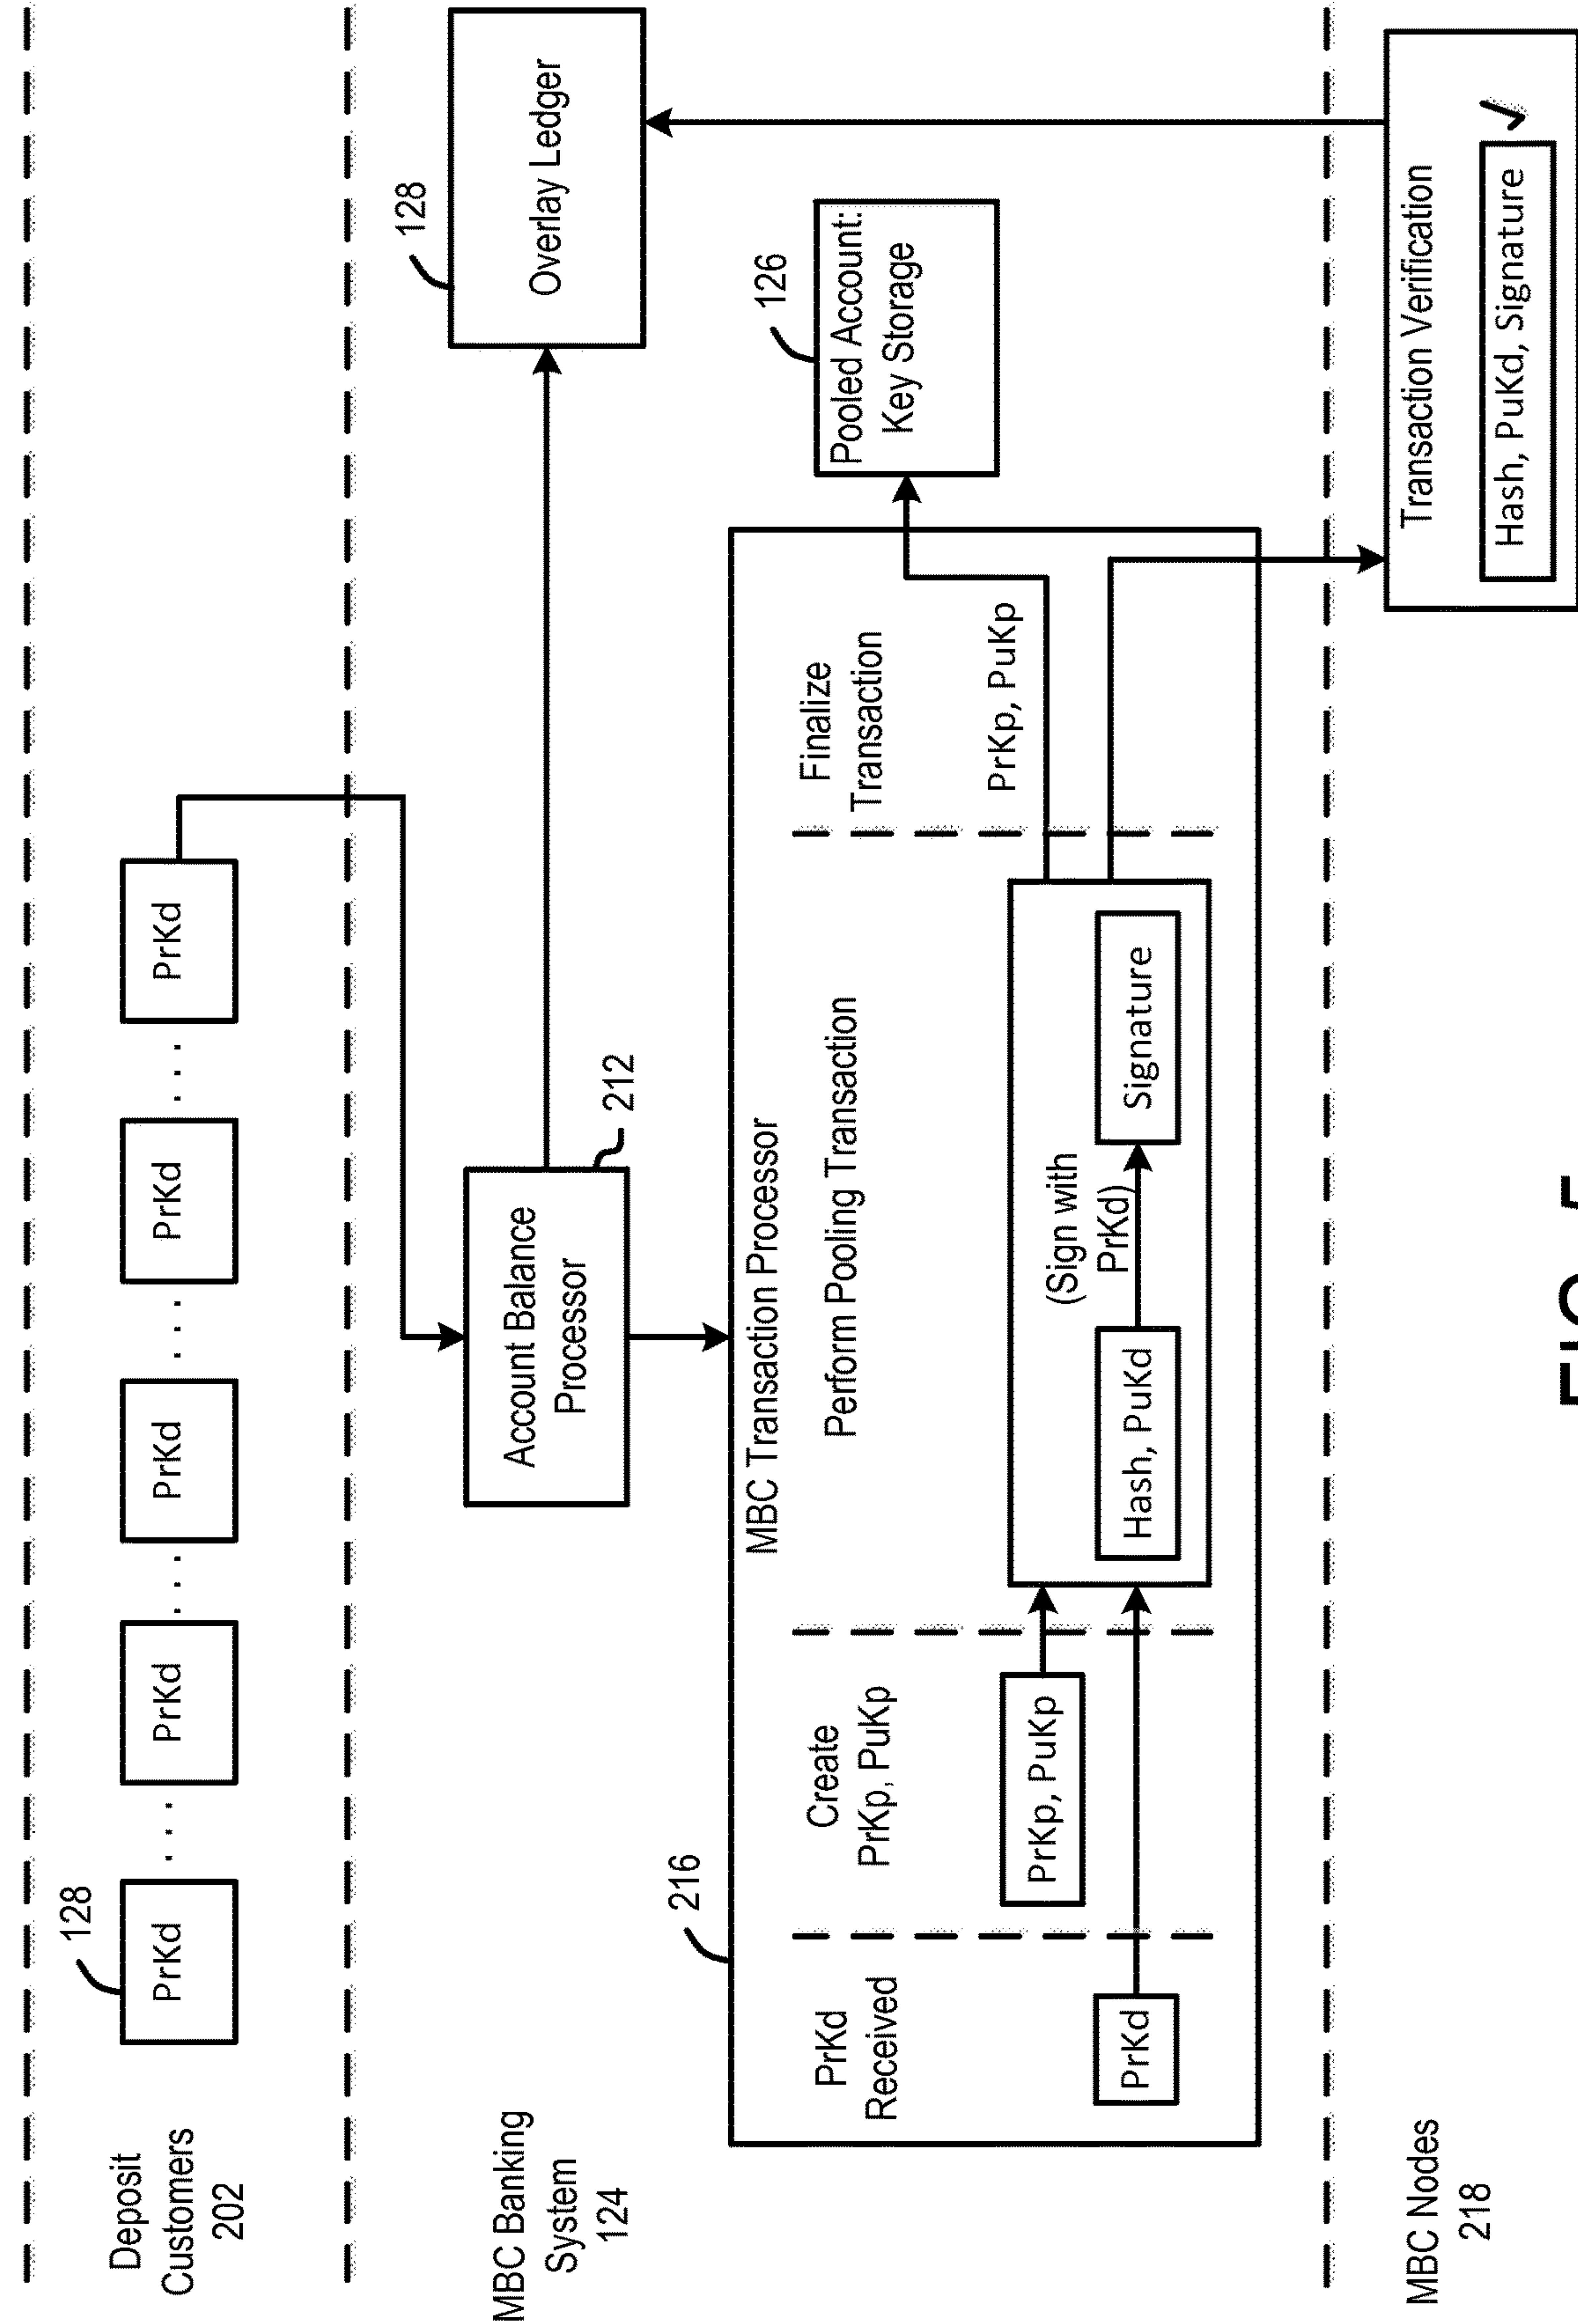 Deposit
Customers
202
128
PrKd
. . .
PrKd
. . .
PrKd
. . .
PrKd
. . .
PrKd
MBC Banking
System
124
Account Balance
Processor
212
128
Overlay Ledger
216
MBC Transaction Processor
PrKd
Received
Create
PrKp, PuKp
Perform Pooling Transaction
Finalize
Transaction
PrKd
PrKp, PuKp
(Sign with
PrKd)
Hash, PuKd
Signature
PrKp, PuKp
126
Pooled Account:
Key Storage
MBC Nodes
218
Transaction Verification
Hash, PuKd, Signature ✓